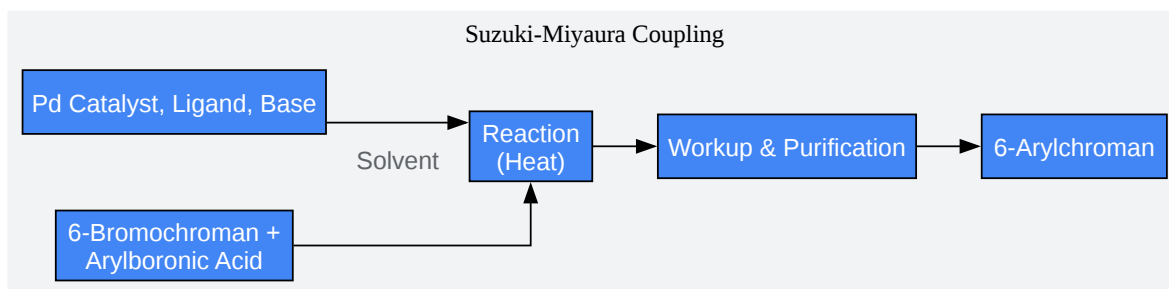 Suzuki-Miyaura Coupling
Pd Catalyst, Ligand, Base
Solvent
6-Bromochroman +
Arylboronic Acid
Reaction
(Heat)
Workup & Purification
6-Arylchroman